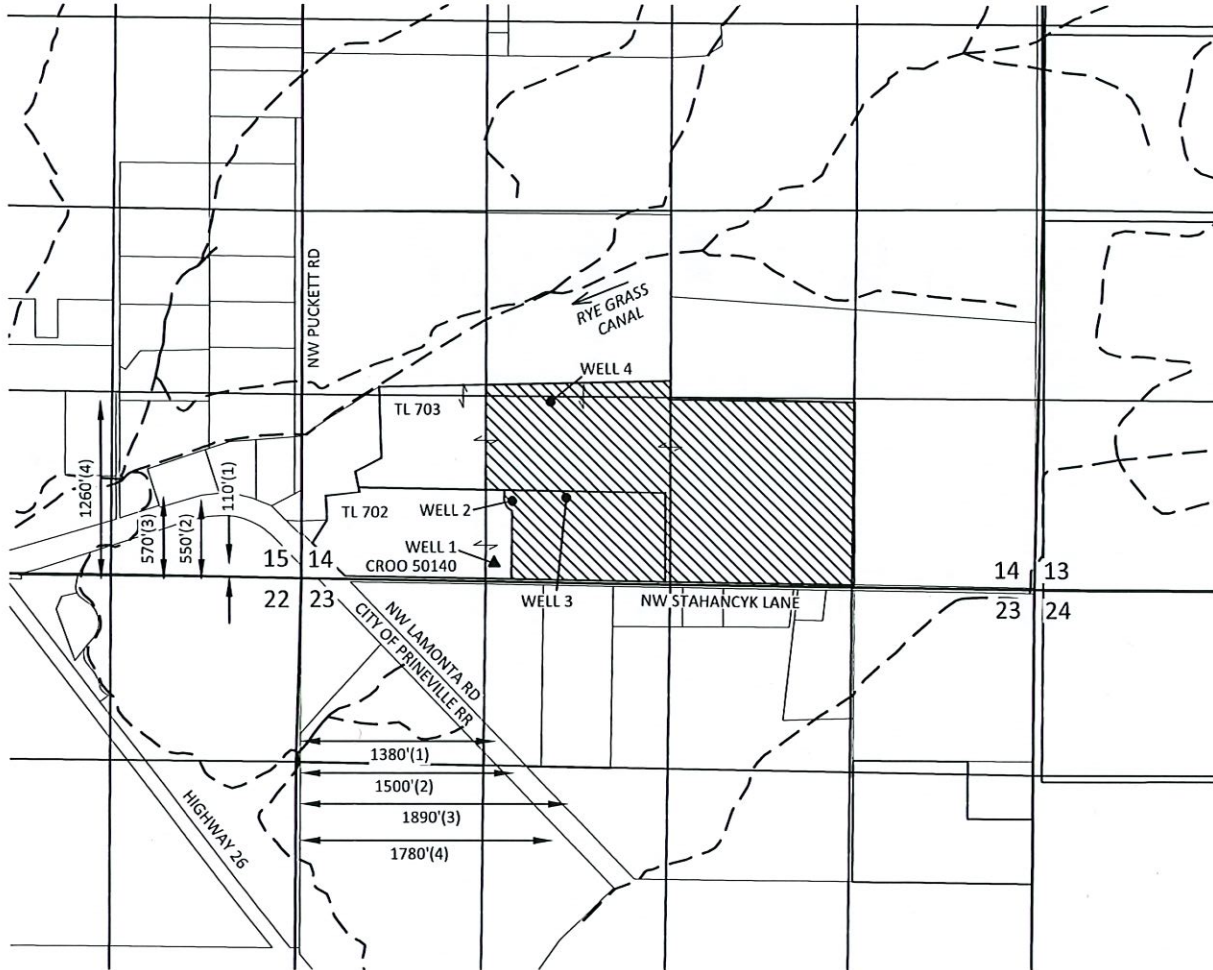 NW PUCKETT RD
RYE GRASS
CANAL
WELL 4
TL 703
1260'(4)
570'(3)
550'(2)
110'(1)
TL 702
WELL 2
WELL 1
CROO 50140
15 14
22 23
WELL 3
NW STAHANCYK LANE
14 13
23 24
NW LAMONTA RD
CITY OF PRINEVILLE RR
HIGHWAY 26
1380'(1)
1500'(2)
1890'(3)
1780'(4)